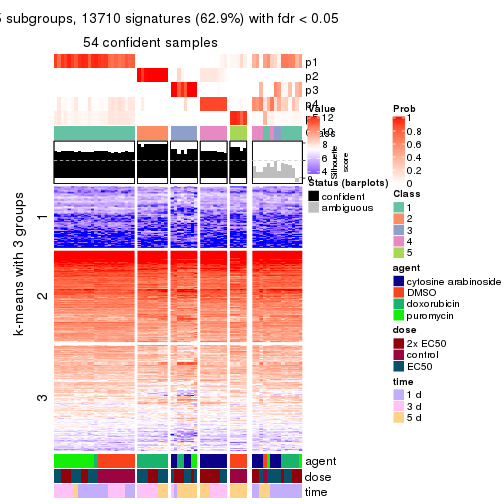 5 subgroups, 13710 signatures (62.9%) with fdr < 0.05
54 confident samples
p1
p2
p3
p4
Value
12
10
8
6
4
Silhouette
score
Status (barplots)
confident
ambiguous
Prob
1
0.8
0.6
0.4
0.2
0
Class
1
2
3
4
5
agent
cytosine arabinoside
DMSO
doxorubicin
puromycin
dose
2x EC50
control
EC50
time
1 d
3 d
5 d
k-means with 3 groups
1
2
3
agent
dose
time